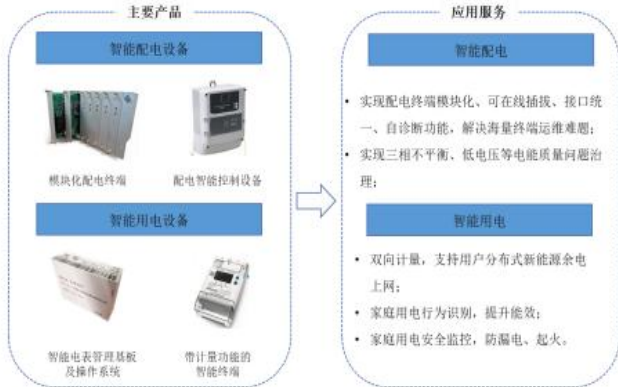 主要产品
智能配电设备
模块化配电终端
配电智能控制设备
智能用电设备
智能电表管理基板
及操作系统
带计量功能的
智能终端
应用服务
智能配电
• 实现配电终端模块化、可在线插拔、接口统
一、自诊断功能，解决海量终端运维难题；
• 实现三相不平衡、低电压等电能质量问题治
理；
智能用电
• 双向计量，支持用户分布式新能源余电
上网；
• 家庭用电行为识别，提升能效；
• 家庭用电安全监控，防漏电、起火。